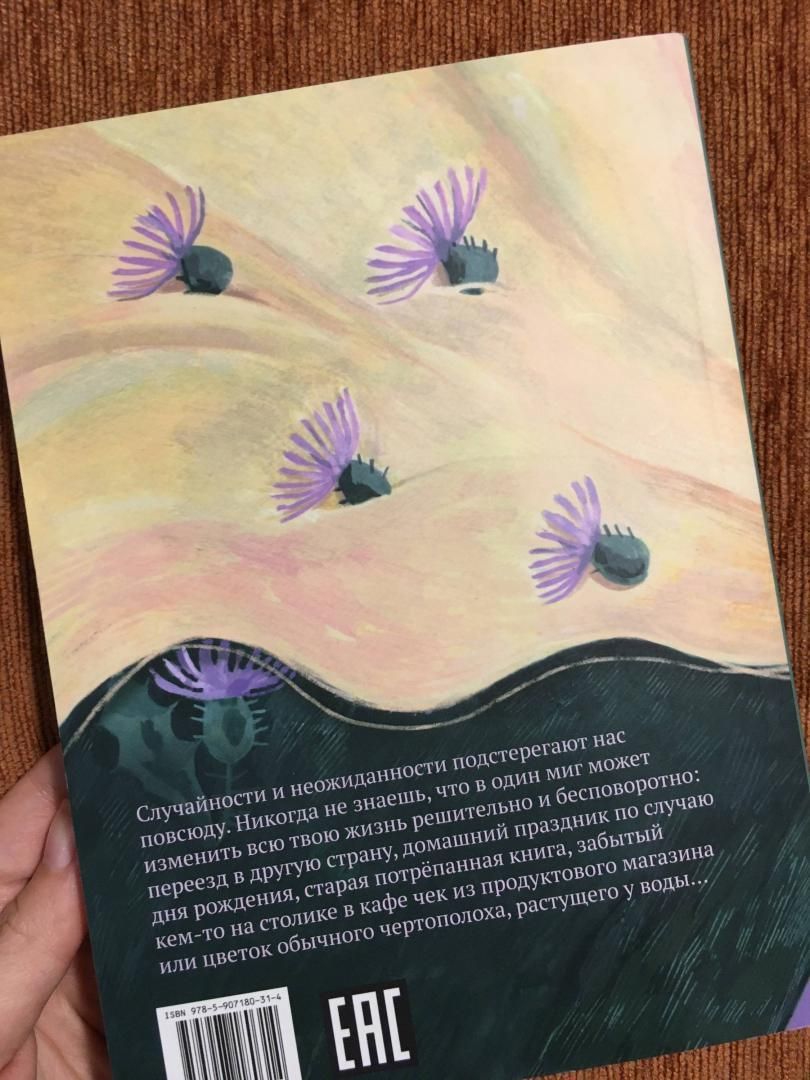 Случайности и неожиданности подстерегают нас
повсюду. Никогда не знаешь, что в один миг может
изменить всю твою жизнь решительно и бесповоротно:
переезд в другую страну, домашний праздник по случаю
дня рождения, старая потрёпанная книга, забытый
кем-то на столике в кафе чек из продуктового магазина
или цветок обычного чертополоха, растущего у воды...
ISBN 978-5-907180-31-4
EAC